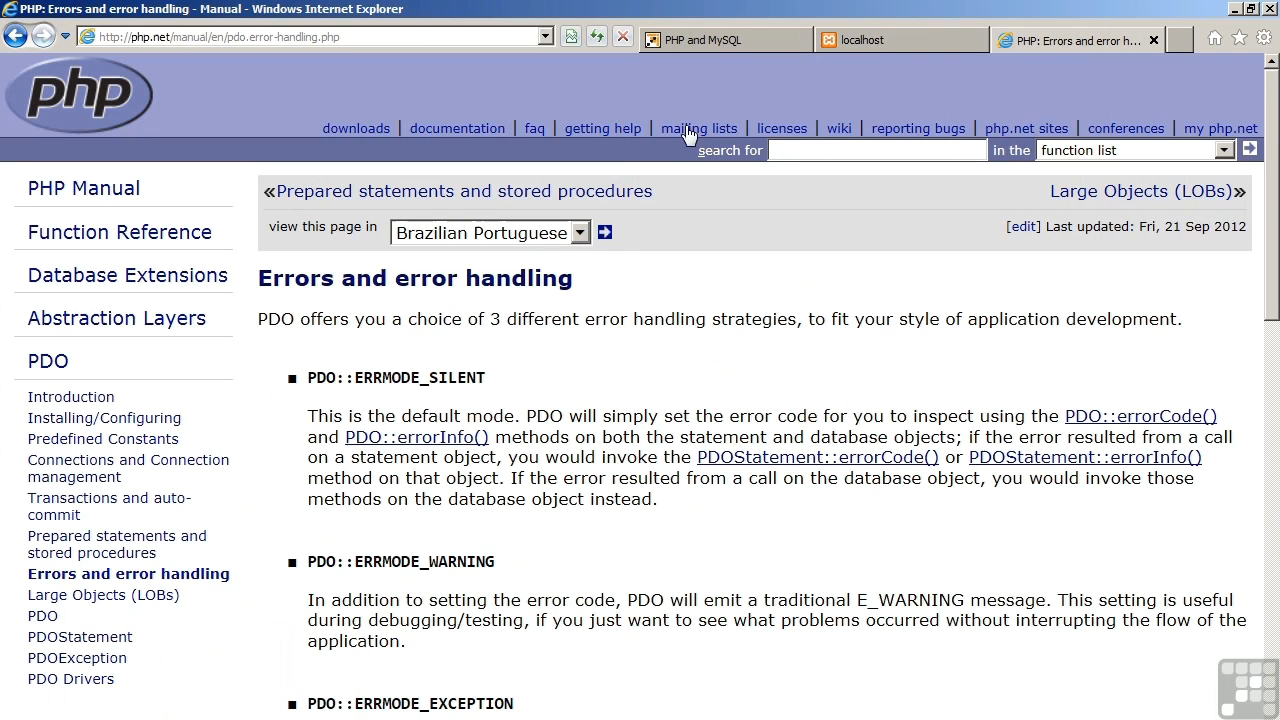 PHP: Errors and error handling - Manual - Windows Internet Explorer
http://php.net/manual/en/pdo.error-handling.php
PHP and MySQL
localhost
PHP: Errors and error h...
php
downloads | documentation | faq | getting help | mailing lists | licenses | wiki | reporting bugs | php.net sites | conferences | my php.net
search for in the function list
PHP Manual
Function Reference
Database Extensions
Abstraction Layers
PDO
Introduction
Installing/Configuring
Predefined Constants
Connections and Connection
management
Transactions and auto-
commit
Prepared statements and
stored procedures
Errors and error handling
Large Objects (LOBs)
PDO
PDOStatement
PDOException
PDO Drivers
«Prepared statements and stored procedures
Large Objects (LOBs)»
view this page in Brazilian Portuguese
[edit] Last updated: Fri, 21 Sep 2012
Errors and error handling
PDO offers you a choice of 3 different error handling strategies, to fit your style of application development.
■ PDO::ERRMODE_SILENT
This is the default mode. PDO will simply set the error code for you to inspect using the PDO::errorCode()
and PDO::errorInfo() methods on both the statement and database objects; if the error resulted from a call
on a statement object, you would invoke the PDOStatement::errorCode() or PDOStatement::errorInfo()
method on that object. If the error resulted from a call on the database object, you would invoke those
methods on the database object instead.
■ PDO::ERRMODE_WARNING
In addition to setting the error code, PDO will emit a traditional E_WARNING message. This setting is useful
during debugging/testing, if you just want to see what problems occurred without interrupting the flow of the
application.
■ PDO::ERRMODE_EXCEPTION